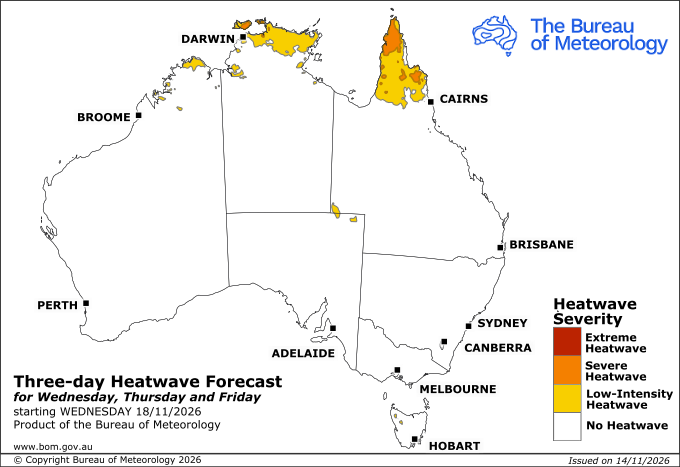 The Bureau
of Meteorology
DARWIN
CAIRNS
BROOME
BRISBANE
PERTH
ADELAIDE
SYDNEY
CANBERRA
MELBOURNE
HOBART
Heatwave
Severity
Extreme
Heatwave
Severe
Heatwave
Low-Intensity
Heatwave
No Heatwave
Three-day Heatwave Forecast
for Wednesday, Thursday and Friday
starting WEDNESDAY 18/11/2026
Product of the Bureau of Meteorology
www.bom.gov.au
© Copyright Bureau of Meteorology 2026
Issued on 14/11/2026